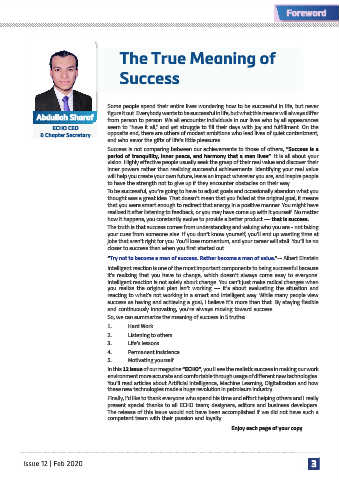 Foreword
The True Meaning of
Success
Abdulloh Sharof
ECHO CEO
& Chapter Secretary
Some people spend their entire lives wondering how to be successful in life, but never
figure it out. Everybody wants to be successful in life, but what this means will always differ
from person to person. We all encounter individuals in our lives who by all appearances
seem to "have it all," and yet struggle to fill their days with joy and fulfillment. On the
opposite end, there are others of modest ambitions who lead lives of quiet contentment,
and who savor the gifts of life's little pleasures.
Success is not comparing between our achievements to those of others, "Success is a
period of tranquility, inner peace, and harmony that a man lives". It is all about your
vision. Highly effective people usually seek the grasp of their real value and discover their
inner powers rather than realizing successful achievements. Identifying your real value
will help you create your own future, leave an impact wherever you are, and inspire people
to have the strength not to give up if they encounter obstacles on their way.
To be successful, you're going to have to adjust goals and occasionally abandon what you
thought was a great idea. That doesn't mean that you failed at the original goal, it means
that you were smart enough to redirect that energy in a positive manner. You might have
realized it after listening to feedback, or you may have come up with it yourself. No matter
how it happens, you constantly evolve to provide a better product — that is success.
The truth is that success comes from understanding and valuing who you are - not taking
your cues from someone else. If you don't know yourself, you'll end up wasting time at
jobs that aren't right for you. You'll lose momentum, and your career will stall. You'll be no
closer to success than when you first started out.
"Try not to become a man of success. Rather become a man of value."— Albert Einstein
Intelligent reaction is one of the most important components to being successful because
it's realizing that you have to change, which doesn't always come easy to everyone.
Intelligent reaction is not solely about change. You can't just make radical changes when
you realize the original plan isn't working — it's about evaluating the situation and
reacting to what's not working in a smart and intelligent way. While many people view
success as having and achieving a goal, I believe it's more than that. By staying flexible
and continuously innovating, you're always moving toward success.
So, we can summarize the meaning of success in 5 truths:
1. Hard Work
2. Listening to others
3. Life's lessons
4. Permanent insistence
5. Motivating yourself
In this 12 issue of our magazine "ECHO", you'll see the realistic success in making our work
environment more accurate and comfortable through usage of different new technologies.
You'll read articles about Artificial Intelligence, Machine Learning, Digitalization and how
these new technologies made a huge revolution in petroleum industry.
Finally, I'd like to thank everyone who spend his time and effort helping others and I really
present special thanks to all ECHO team; designers, editors and business developers.
The release of this issue would not have been accomplished if we did not have such a
competent team with their passion and loyalty.
Enjoy each page of your copy
Issue 12 | Feb 2020
3